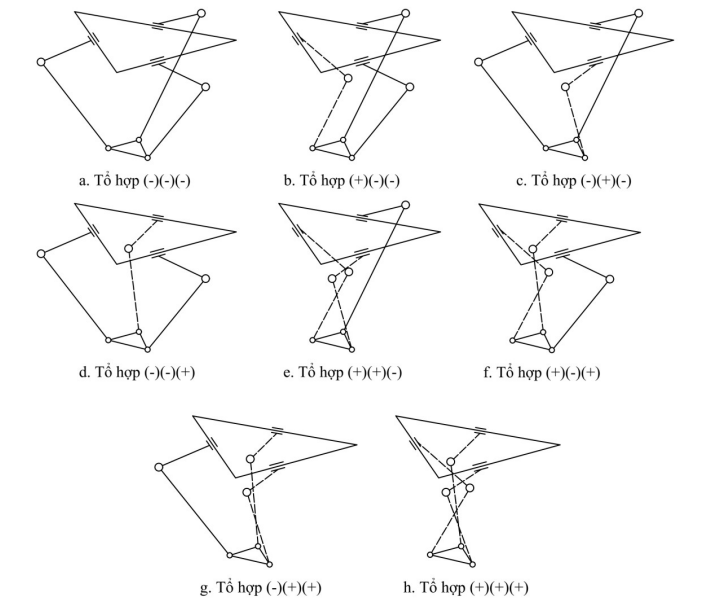 a. Tổ hợp (-)(-)(-)
b. Tổ hợp (+)(-)(-)
c. Tổ hợp (-)(+)(-)
d. Tổ hợp (-)(-)(+)
e. Tổ hợp (+)(+)(-)
f. Tổ hợp (+)(-)(+)
g. Tổ hợp (-)(+)(+)
h. Tổ hợp (+)(+)(+)